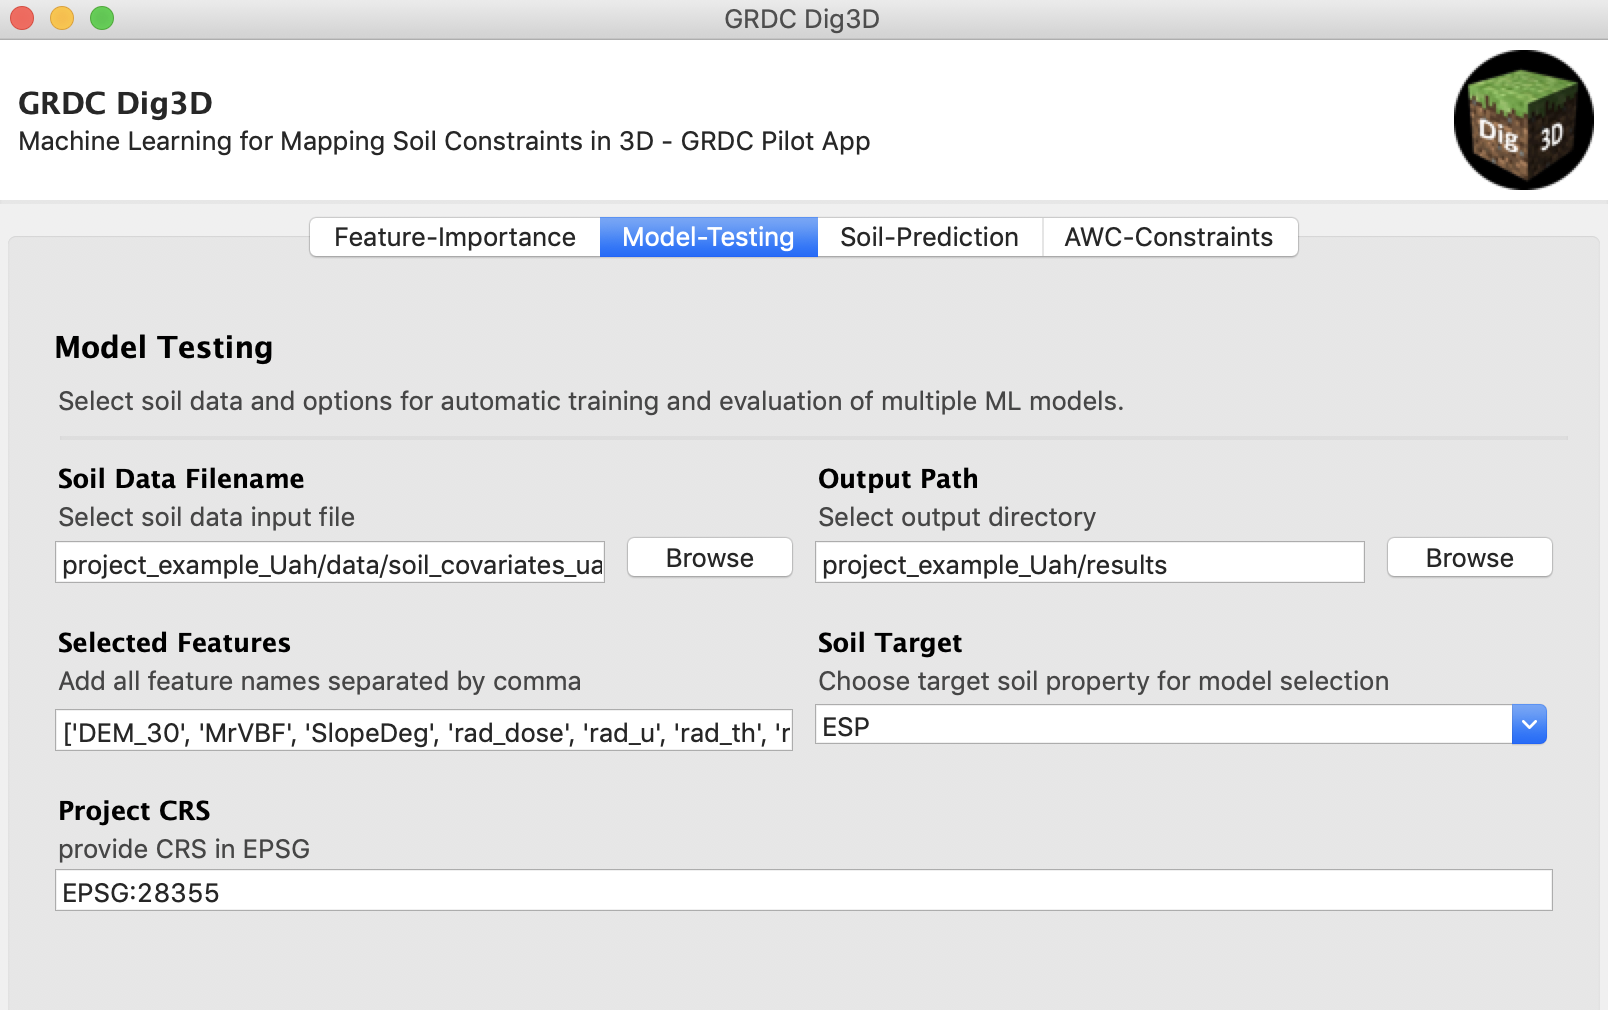 GRDC Dig3D
GRDC Dig3D
Machine Learning for Mapping Soil Constraints in 3D - GRDC Pilot App
Dig 3D
Feature-Importance Model-Testing Soil-Prediction AWC-Constraints
Model Testing
Select soil data and options for automatic training and evaluation of multiple ML models.
Soil Data Filename
Select soil data input file
project_example_Uah/data/soil_covariates_ua
Browse
Output Path
Select output directory
project_example_Uah/results
Browse
Selected Features
Add all feature names separated by comma
['DEM_30', 'MrVBF', 'SlopeDeg', 'rad_dose', 'rad_u', 'rad_th', 'r
Soil Target
Choose target soil property for model selection
ESP
Project CRS
provide CRS in EPSG
EPSG:28355